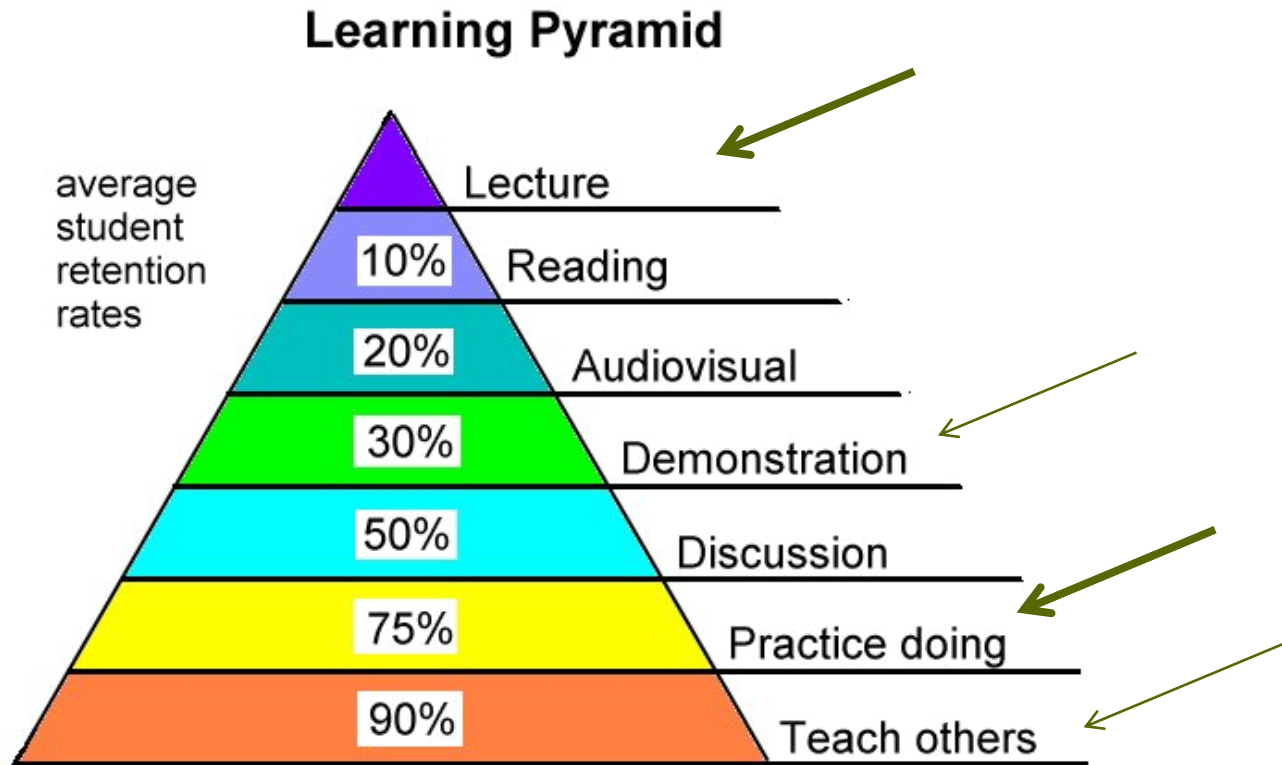 Learning Pyramid
average
student
retention
rates
Lecture
10% Reading
20% Audiovisual
30% Demonstration
50% Discussion
75% Practice doing
90% Teach others